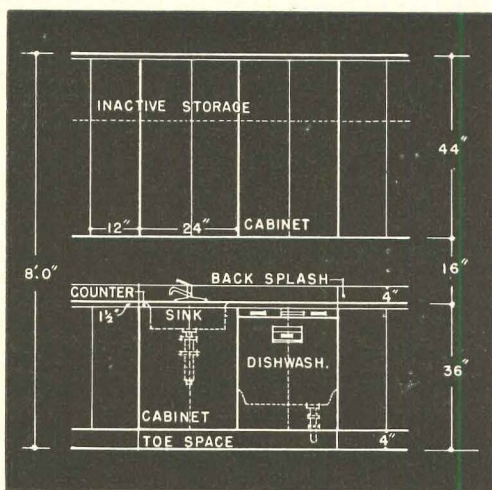 INACTIVE STORAGE
44"
12" 24" CABINET
8'.0"
16"
BACK SPLASH
COUNTER 4"
1½" SINK
DISHWASH.
36"
CABINET
TOE SPACE 4"